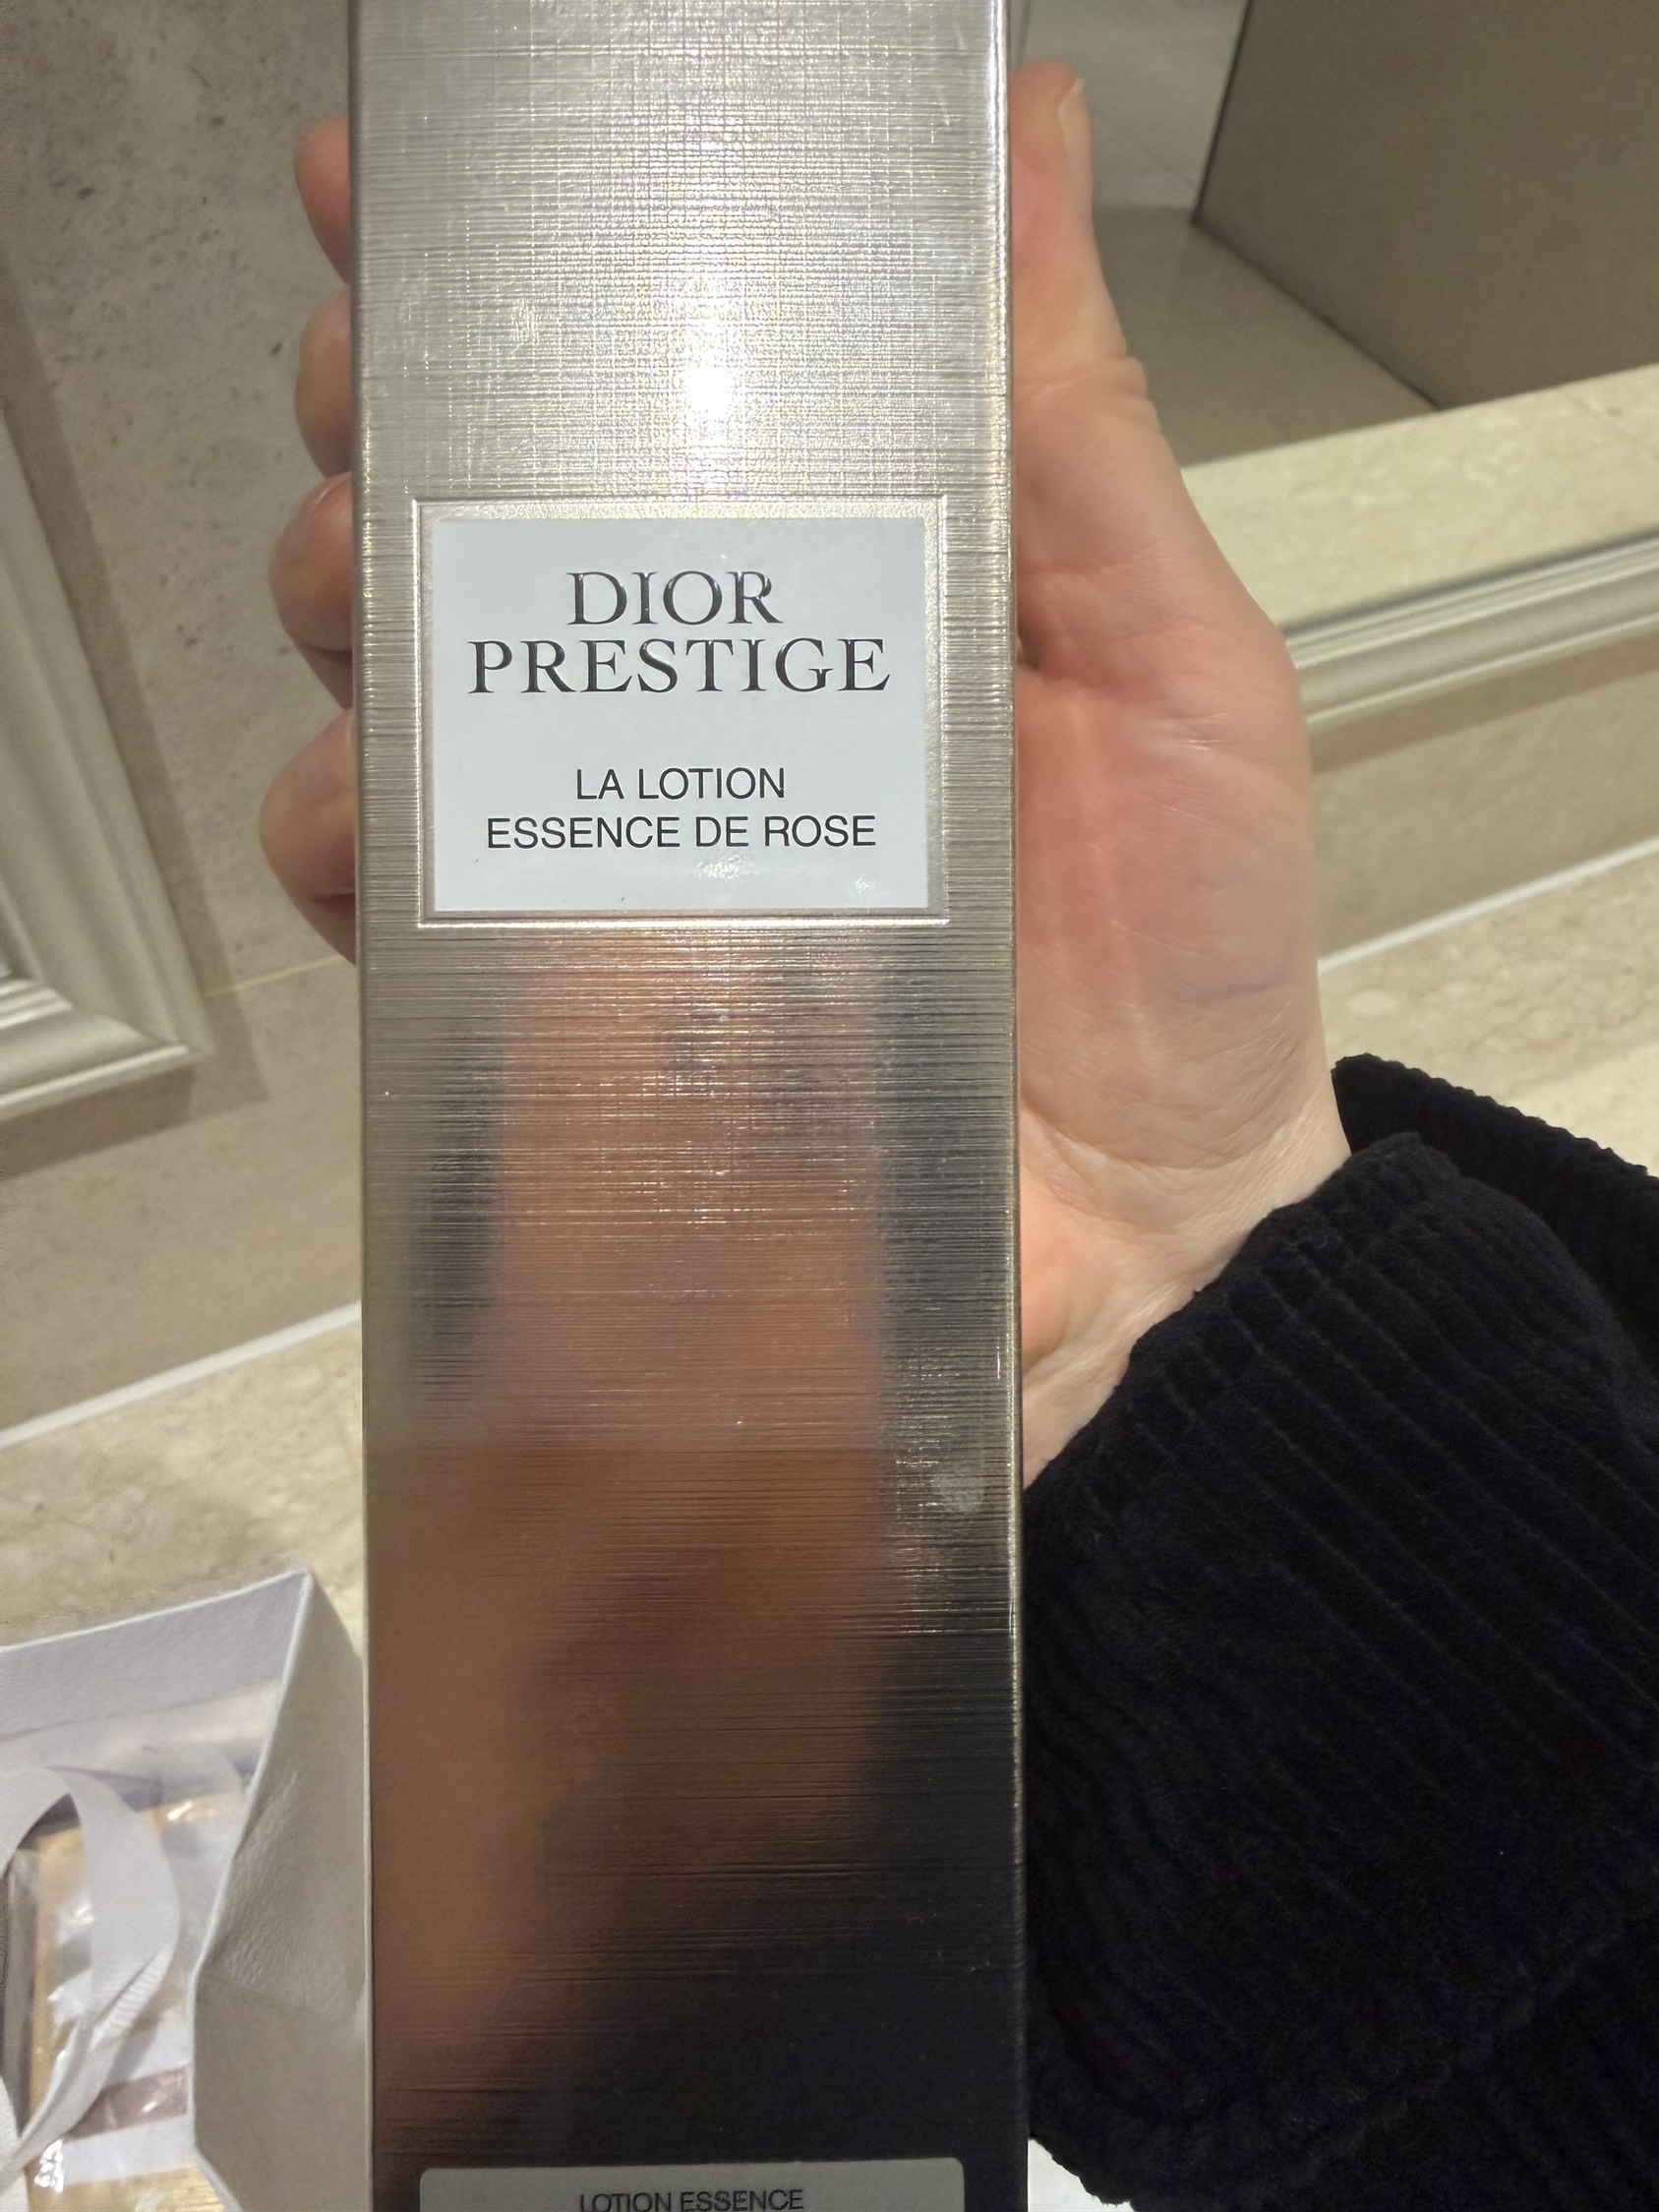 DIOR
PRESTIGE
LA LOTION
ESSENCE DE ROSE
LOTION ESSENCE